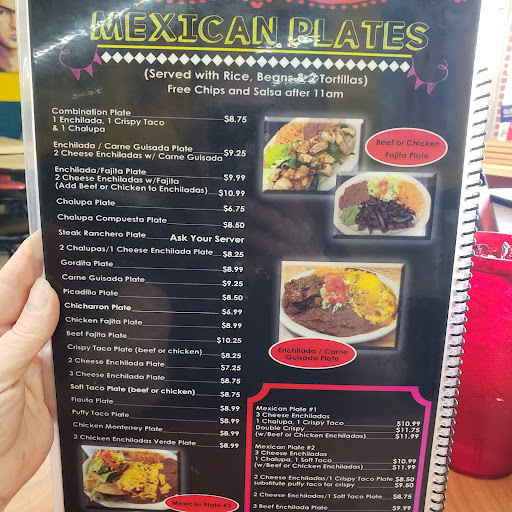 MEXICAN PLATES
(Served with Rice, Beans & 2 Tortillas)
Free Chips and Salsa after 11am
Combination Plate $8.75
1 Enchilada, 1 Crispy Taco
& 1 Chalupa
Enchilada / Carne Guisada Plate $9.25
2 Cheese Enchiladas w/ Carne Guisada
Enchilada/Fajita Plate $9.99
2 Cheese Enchiladas w/Fajita
(Add Beef or Chicken to Enchiladas) $10.99
Chalupa Plate $6.75
Chalupa Compuesta Plate $8.50
Steak Ranchero Plate Ask Your Server
2 Chalupas/1 Cheese Enchilada Plate $8.25
Gordita Plate $8.99
Carne Guisada Plate $9.25
Picadilla Plate $8.50
Chicharron Plate $6.99
Chicken Fajita Plate $8.99
Beef Fajita Plate $10.25
Crispy Taco Plate (beef or chicken) $8.25
2 Cheese Enchilada Plate $7.25
3 Cheese Enchilada Plate $8.75
Soft Taco Plate (beef or chicken) $8.75
Flauta Plate $8.99
Puffy Taco Plate $8.99
Chicken Monterrey Plate $8.99
2 Chicken Enchiladas Verde Plate $8.99
Beef or Chicken
Fajita Plate
Enchilada / Carne
Guisada Plate
Mexican Plate #1
Mexican Plate #1
3 Cheese Enchiladas
1 Chalupa, 1 Crispy Taco $10.99
Double Crispy $11.75
(w/Beef or Chicken Enchiladas) $11.99
Mexican Plate #2
3 Cheese Enchiladas
1 Chalupa, 1 Soft Taco $10.99
(w/Beef or Chicken Enchiladas) $11.99
2 Cheese Enchiladas/1 Crispy Taco Plate $8.50
substitute puffy taco for crispy $9.50
2 Cheese Enchiladas/1 Soft Taco Plate $8.75
3 Beef Enchilada Plate $9.99